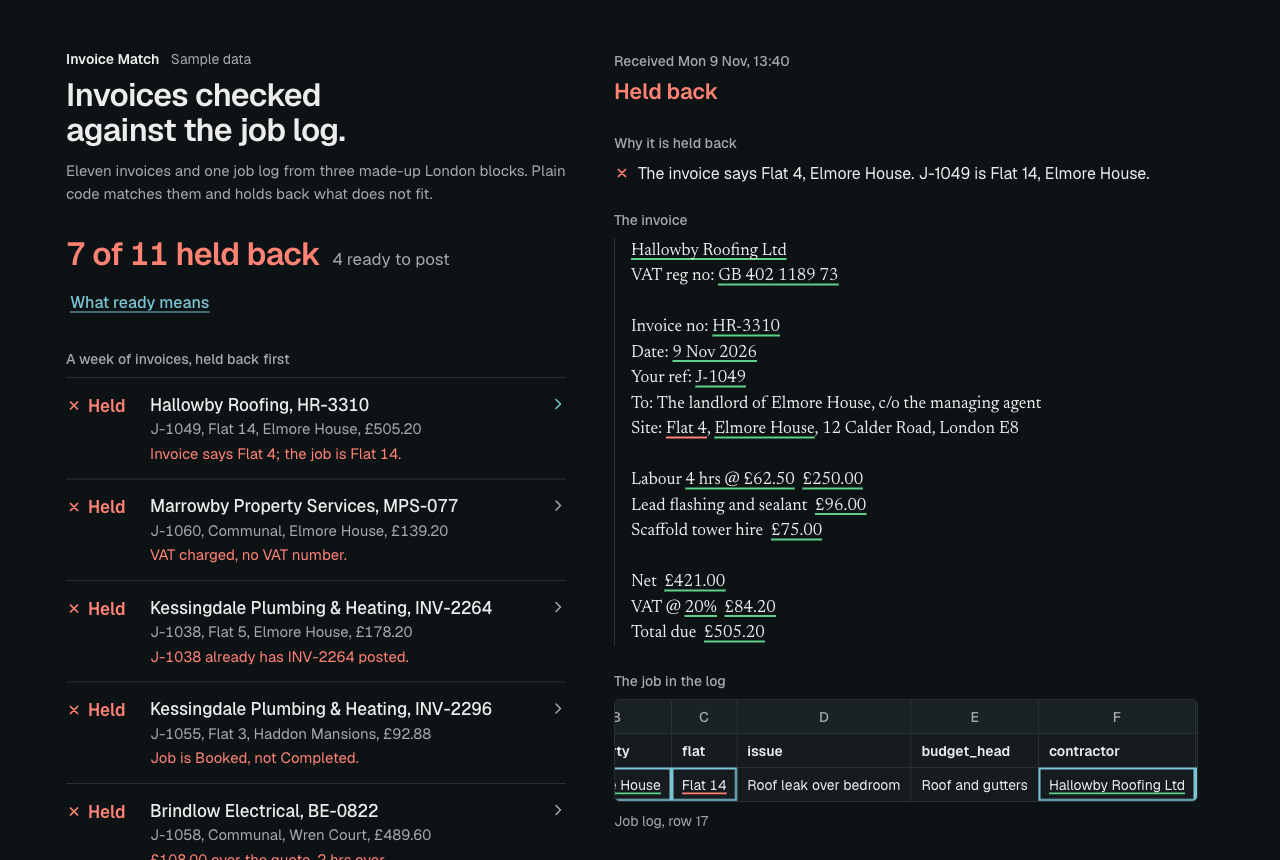 Invoice Match Sample data
Invoices checked
against the job log.
Eleven invoices and one job log from three made-up London blocks. Plain
code matches them and holds back what does not fit.
7 of 11 held back 4 ready to post
What ready means
A week of invoices, held back first
× Held Hallowby Roofing, HR-3310
J-1049, Flat 14, Elmore House, £505.20
Invoice says Flat 4; the job is Flat 14.
× Held Marrowby Property Services, MPS-077
J-1060, Communal, Elmore House, £139.20
VAT charged, no VAT number.
× Held Kessingdale Plumbing & Heating, INV-2264
J-1038, Flat 5, Elmore House, £178.20
J-1038 already has INV-2264 posted.
× Held Kessingdale Plumbing & Heating, INV-2296
J-1055, Flat 3, Haddon Mansions, £92.88
Job is Booked, not Completed.
× Held Brindlow Electrical, BE-0822
J-1058, Communal, Wren Court, £489.60
£108.00 over the quote, 2 hrs over
Received Mon 9 Nov, 13:40
Held back
Why it is held back
× The invoice says Flat 4, Elmore House. J-1049 is Flat 14, Elmore House.
The invoice
Hallowby Roofing Ltd
VAT reg no: GB 402 1189 73
Invoice no: HR-3310
Date: 9 Nov 2026
Your ref: J-1049
To: The landlord of Elmore House, c/o the managing agent
Site: Flat 4, Elmore House, 12 Calder Road, London E8
Labour 4 hrs @ £62.50 £250.00
Lead flashing and sealant £96.00
Scaffold tower hire £75.00
Net £421.00
VAT @ 20% £84.20
Total due £505.20
The job in the log
B C D E F
rty flat issue budget_head contractor
House Flat 14 Roof leak over bedroom Roof and gutters Hallowby Roofing Ltd
Job log, row 17